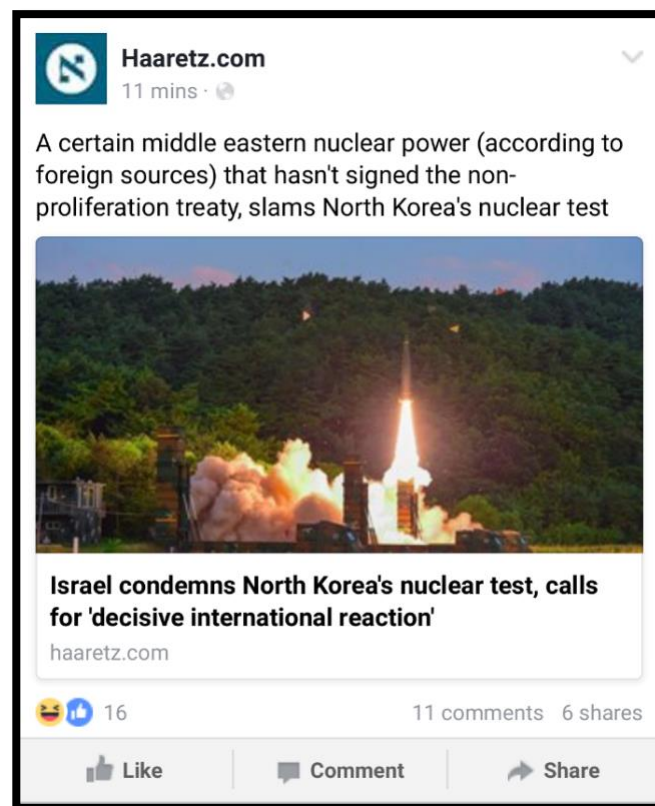 Haaretz.com
11 mins ·
A certain middle eastern nuclear power (according to
foreign sources) that hasn't signed the non-
proliferation treaty, slams North Korea's nuclear test
Israel condemns North Korea's nuclear test, calls
for 'decisive international reaction'
haaretz.com
16
11 comments 6 shares
Like Comment Share